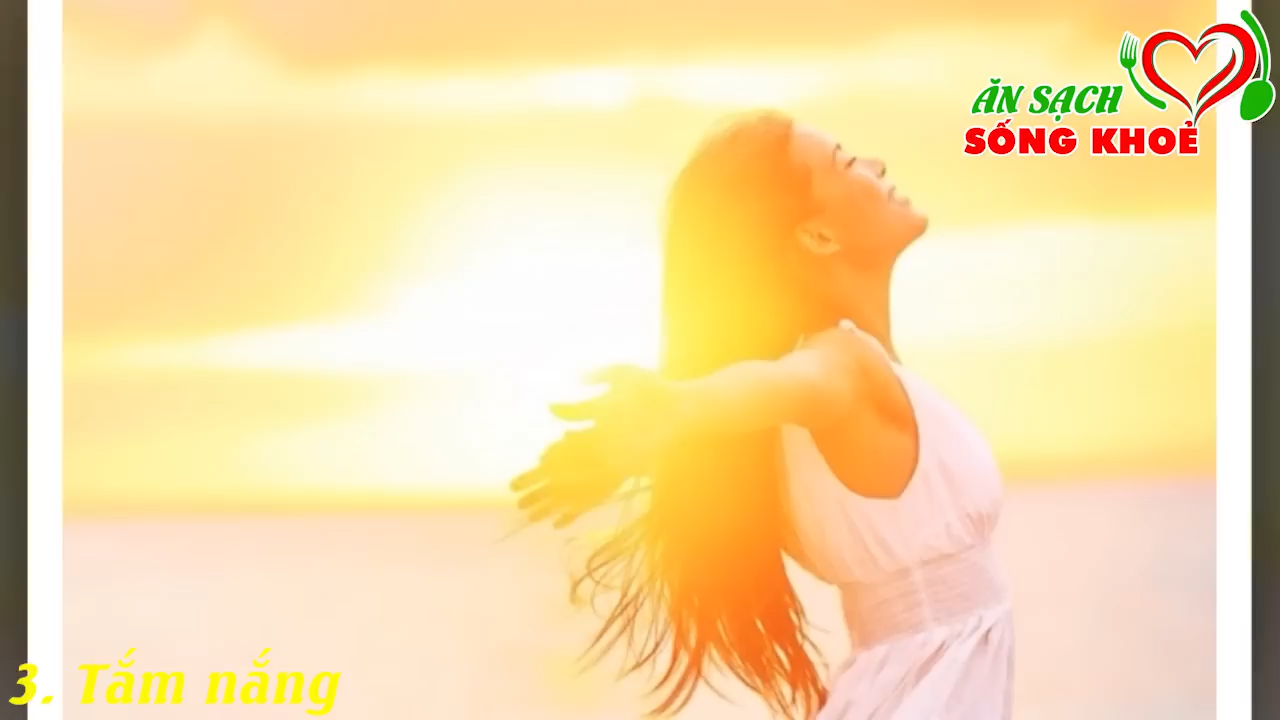 ĂN SẠCH
SỐNG KHOẺ
3. Tắm nắng